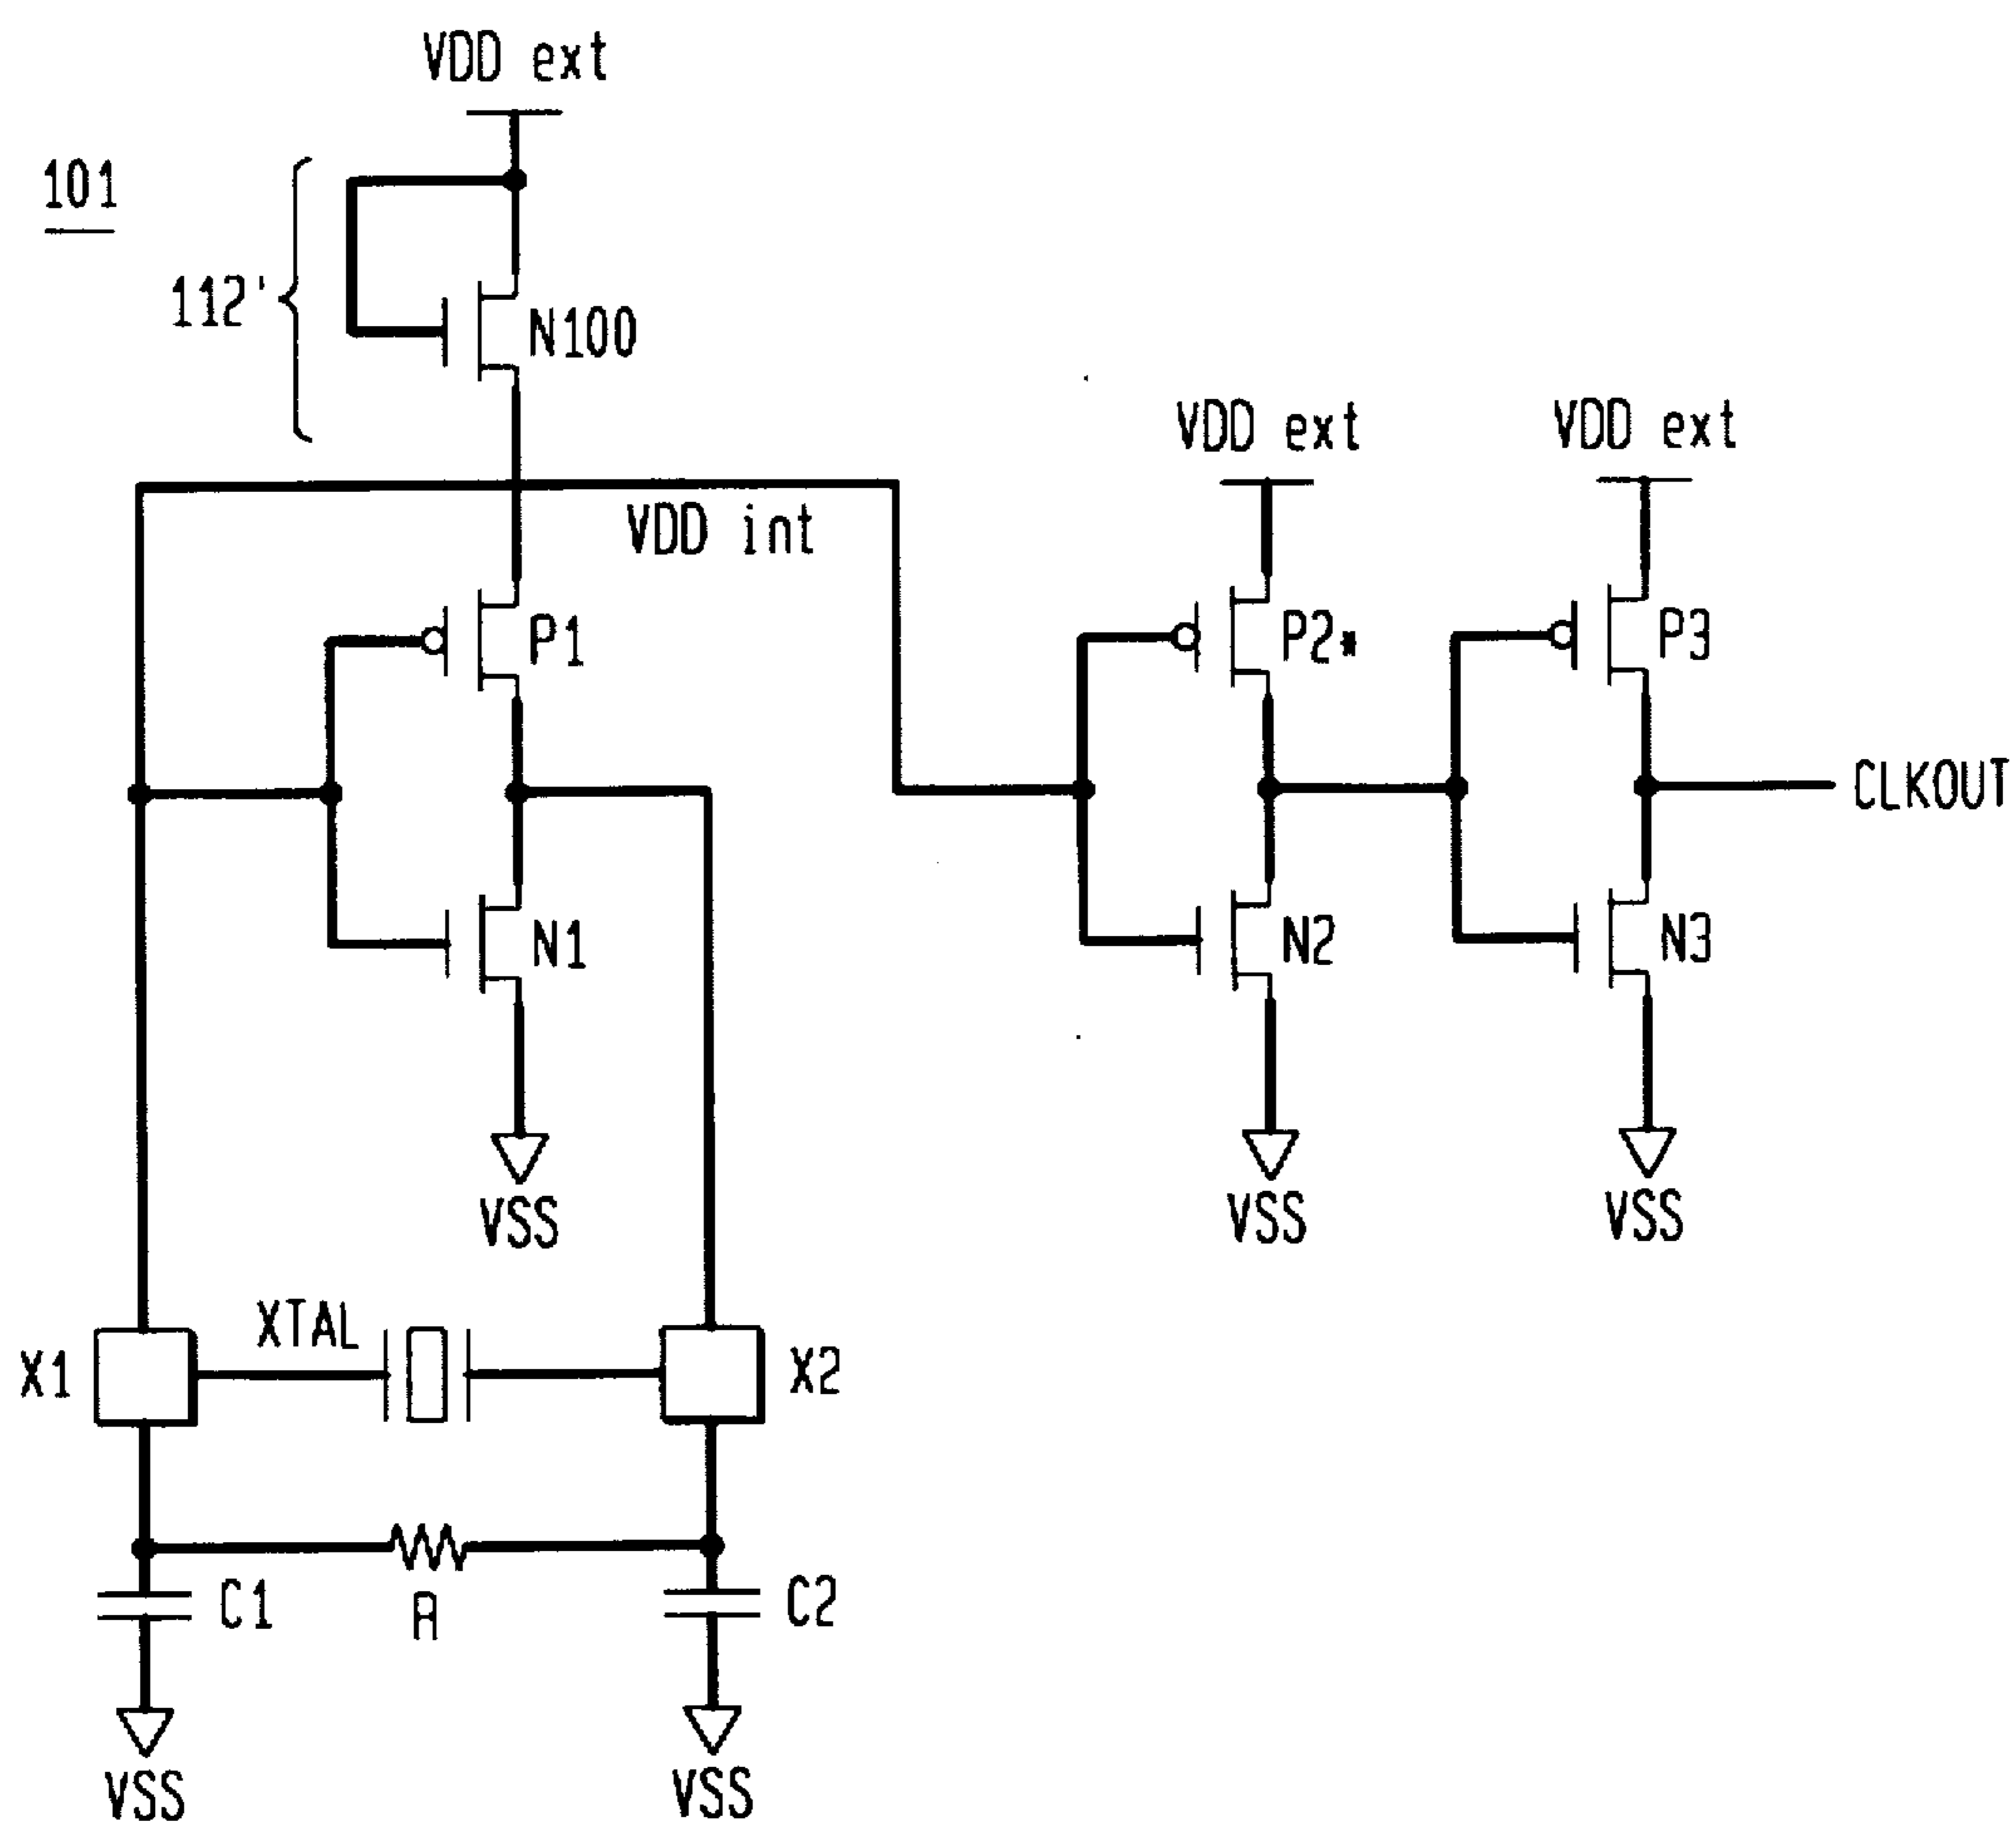 VDD ext
101
112'
N100
VDD ext
VDD ext
VDD int
P1
P2*
P3
CLKOUT
N1
N2
N3
VSS
VSS
VSS
XTAL
X1
X2
C1
R
C2
VSS
VSS